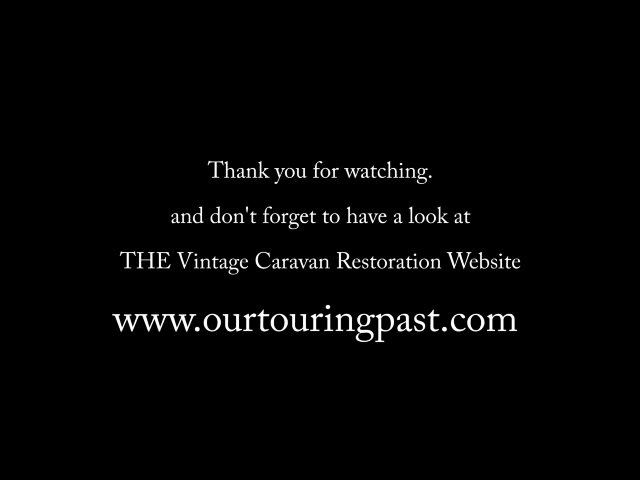 Thank you for watching.
and don't forget to have a look at
THE Vintage Caravan Restoration Website
www.ourtouringpast.com